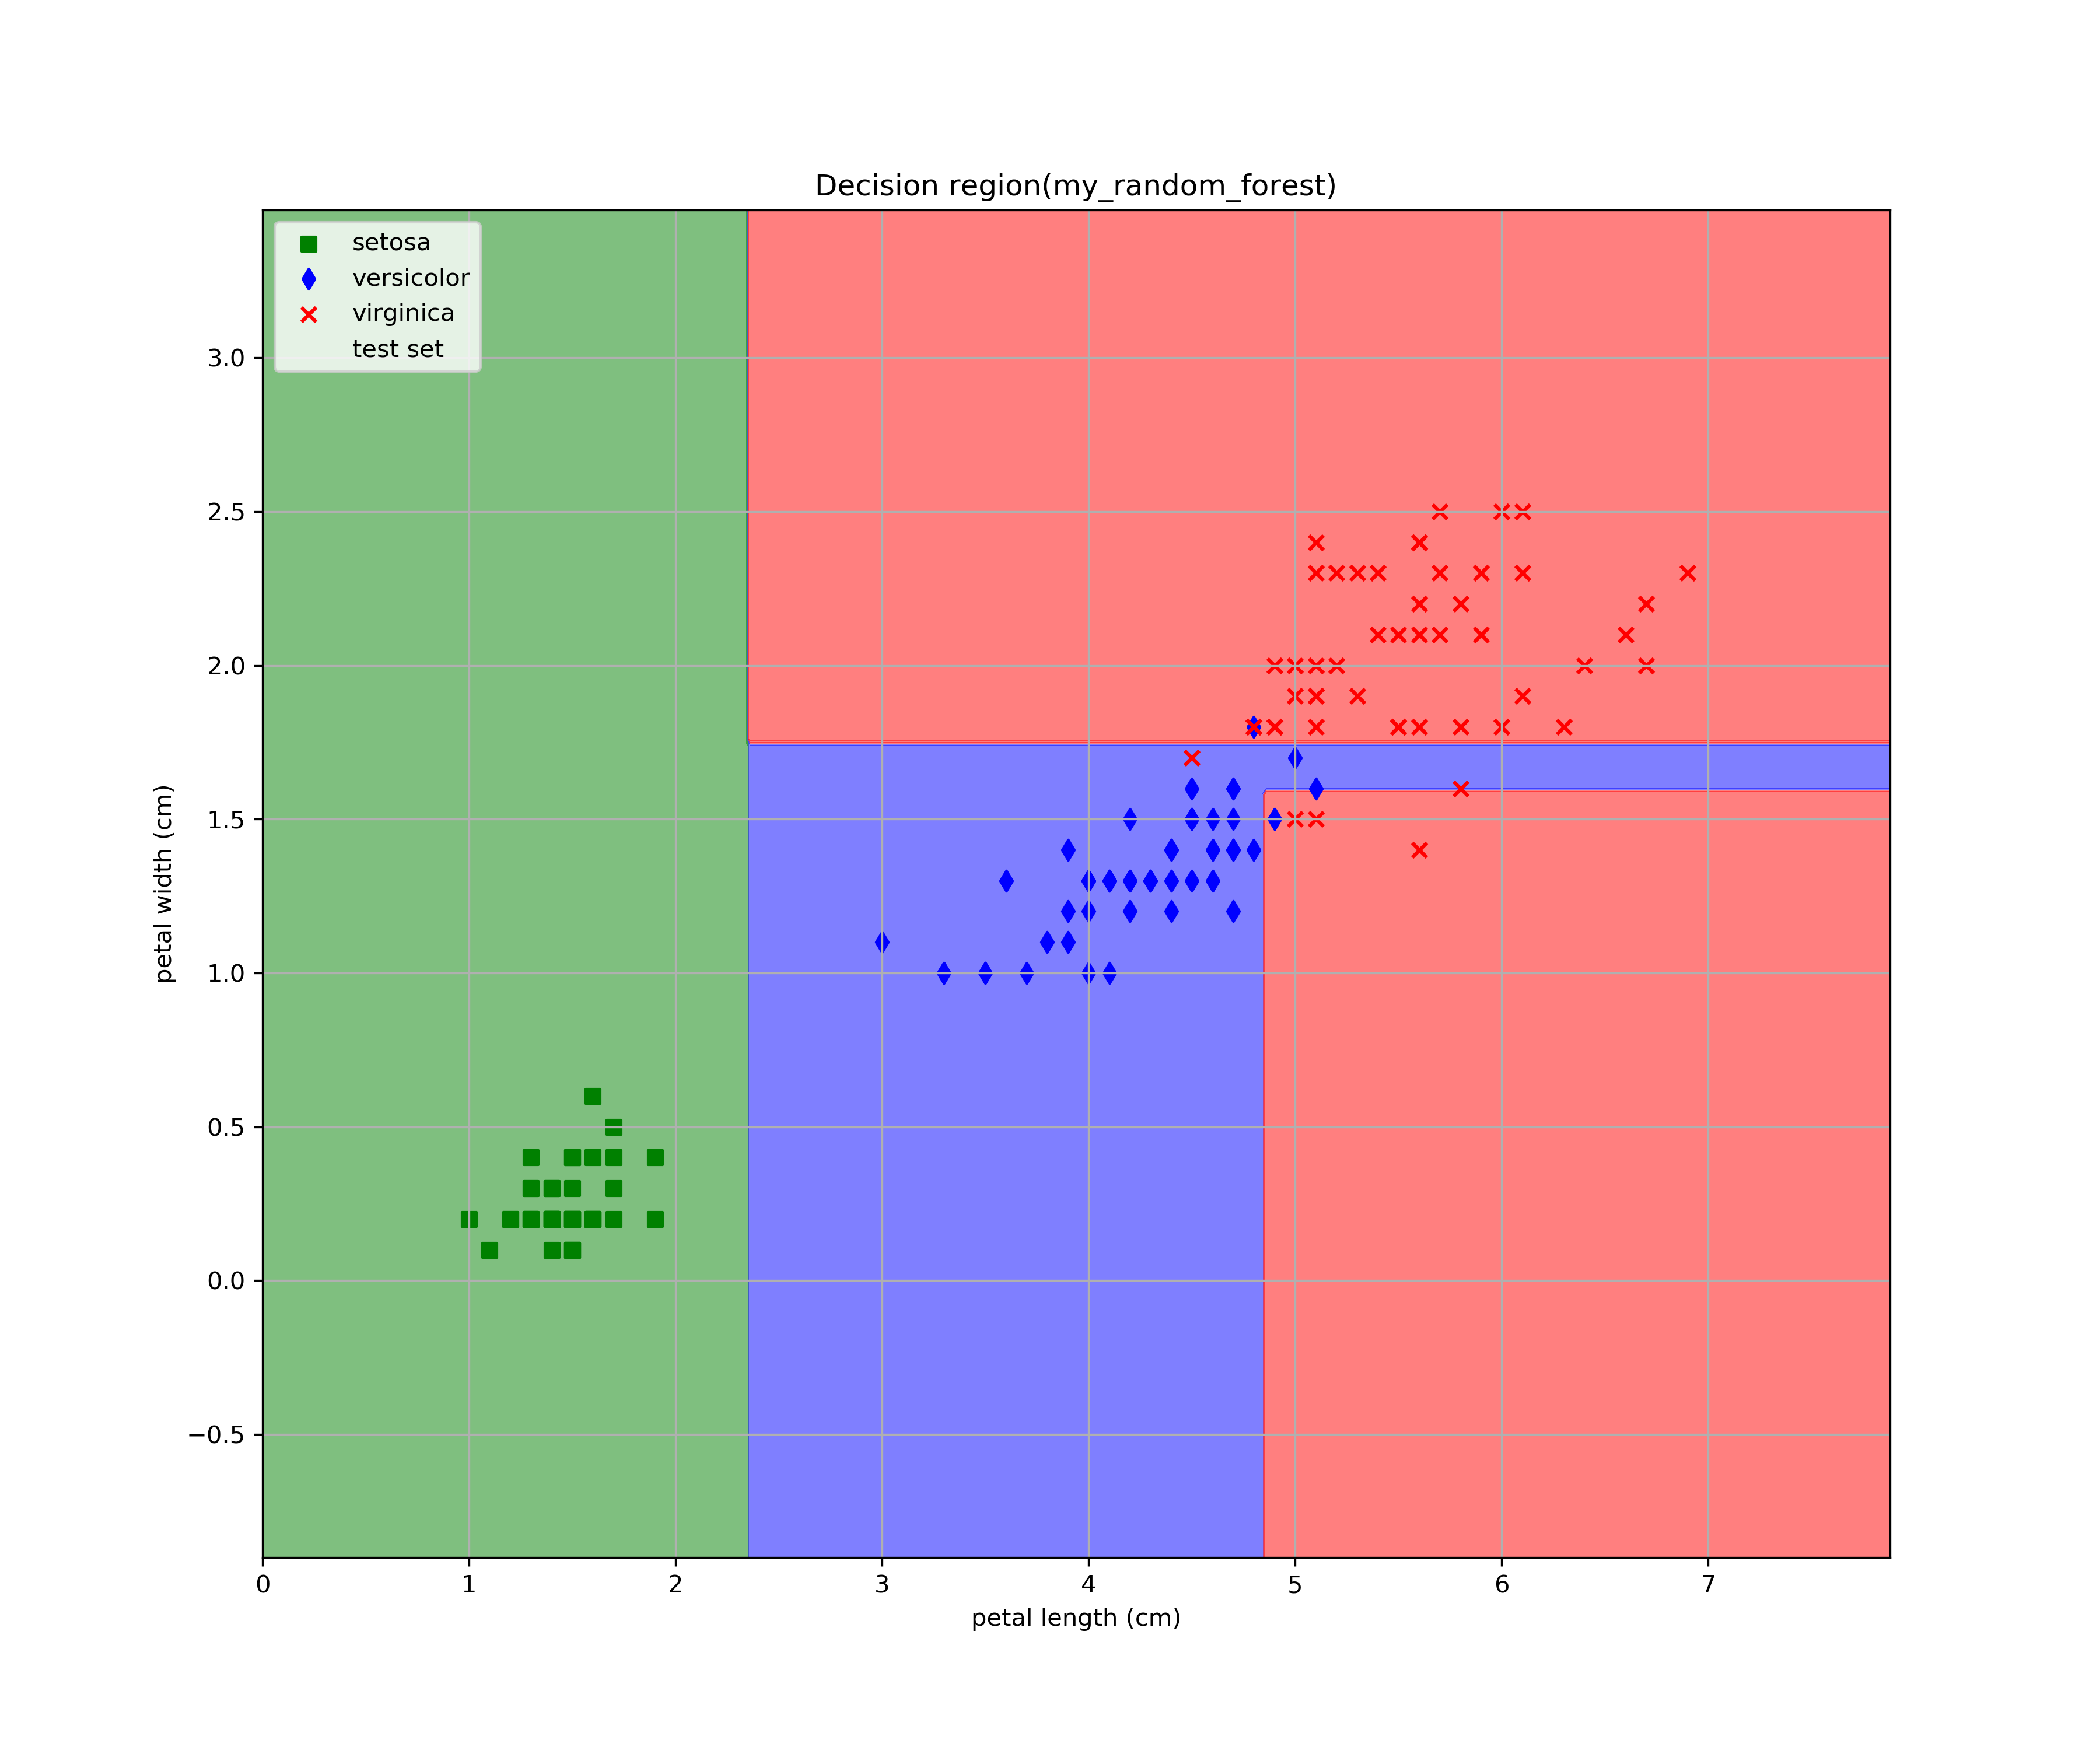 Decision region(my_random_forest)
setosa
versicolor
virginica
test set
3.0
2.5
2.0
1.5
1.0
0.5
0.0
−0.5
petal width (cm)
0 1 2 3 4 5 6 7
petal length (cm)